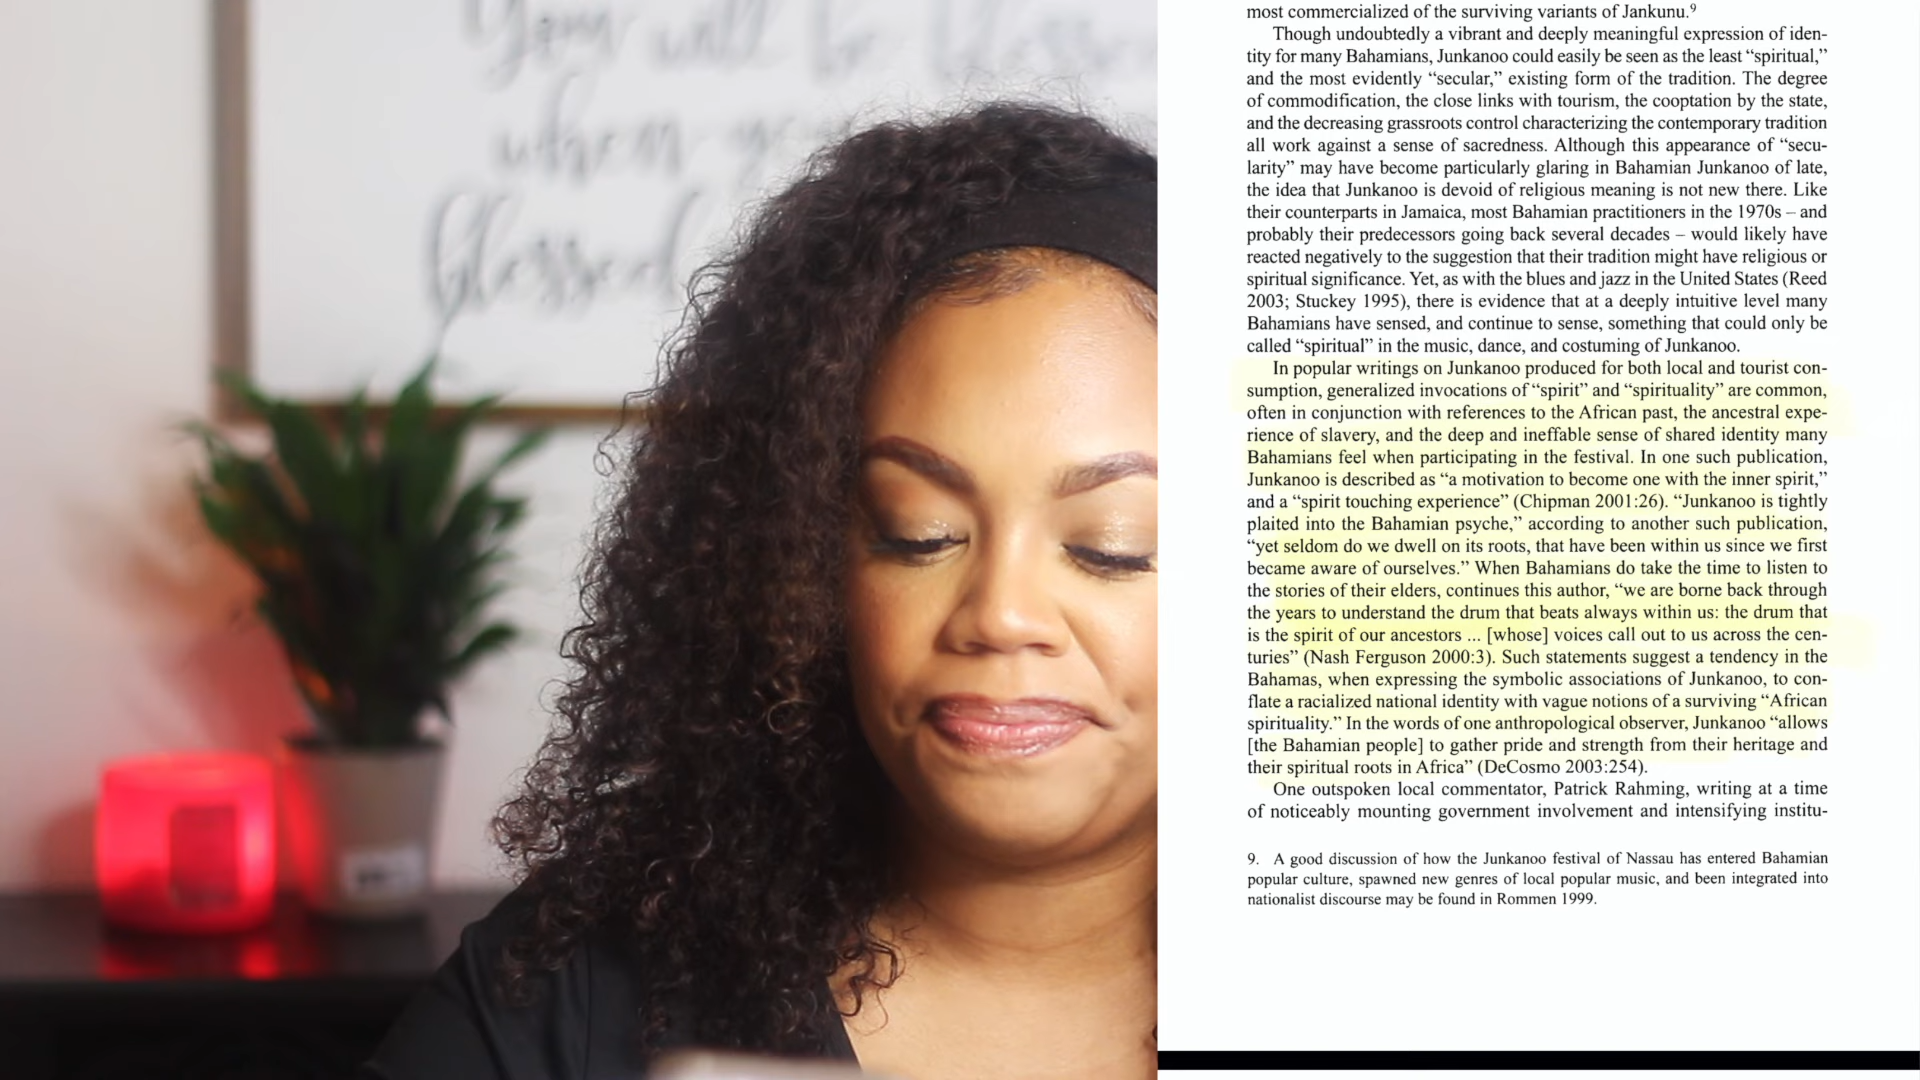 You will be blessed
when yo
blessed
most commercialized of the surviving variants of Jankunu.⁹
Though undoubtedly a vibrant and deeply meaningful expression of iden-
tity for many Bahamians, Junkanoo could easily be seen as the least “spiritual,”
and the most evidently “secular,” existing form of the tradition. The degree
of commodification, the close links with tourism, the cooptation by the state,
and the decreasing grassroots control characterizing the contemporary tradition
all work against a sense of sacredness. Although this appearance of “secu-
larity” may have become particularly glaring in Bahamian Junkanoo of late,
the idea that Junkanoo is devoid of religious meaning is not new there. Like
their counterparts in Jamaica, most Bahamian practitioners in the 1970s – and
probably their predecessors going back several decades – would likely have
reacted negatively to the suggestion that their tradition might have religious or
spiritual significance. Yet, as with the blues and jazz in the United States (Reed
2003; Stuckey 1995), there is evidence that at a deeply intuitive level many
Bahamians have sensed, and continue to sense, something that could only be
called “spiritual” in the music, dance, and costuming of Junkanoo.
In popular writings on Junkanoo produced for both local and tourist con-
sumption, generalized invocations of “spirit” and “spirituality” are common,
often in conjunction with references to the African past, the ancestral expe-
rience of slavery, and the deep and ineffable sense of shared identity many
Bahamians feel when participating in the festival. In one such publication,
Junkanoo is described as “a motivation to become one with the inner spirit,”
and a “spirit touching experience” (Chipman 2001:26). “Junkanoo is tightly
plaited into the Bahamian psyche,” according to another such publication,
“yet seldom do we dwell on its roots, that have been within us since we first
became aware of ourselves.” When Bahamians do take the time to listen to
the stories of their elders, continues this author, “we are borne back through
the years to understand the drum that beats always within us: the drum that
is the spirit of our ancestors ... [whose] voices call out to us across the cen-
turies” (Nash Ferguson 2000:3). Such statements suggest a tendency in the
Bahamas, when expressing the symbolic associations of Junkanoo, to con-
flate a racialized national identity with vague notions of a surviving “African
spirituality.” In the words of one anthropological observer, Junkanoo “allows
[the Bahamian people] to gather pride and strength from their heritage and
their spiritual roots in Africa” (DeCosmo 2003:254).
One outspoken local commentator, Patrick Rahming, writing at a time
of noticeably mounting government involvement and intensifying institu-
9. A good discussion of how the Junkanoo festival of Nassau has entered Bahamian
popular culture, spawned new genres of local popular music, and been integrated into
nationalist discourse may be found in Rommen 1999.